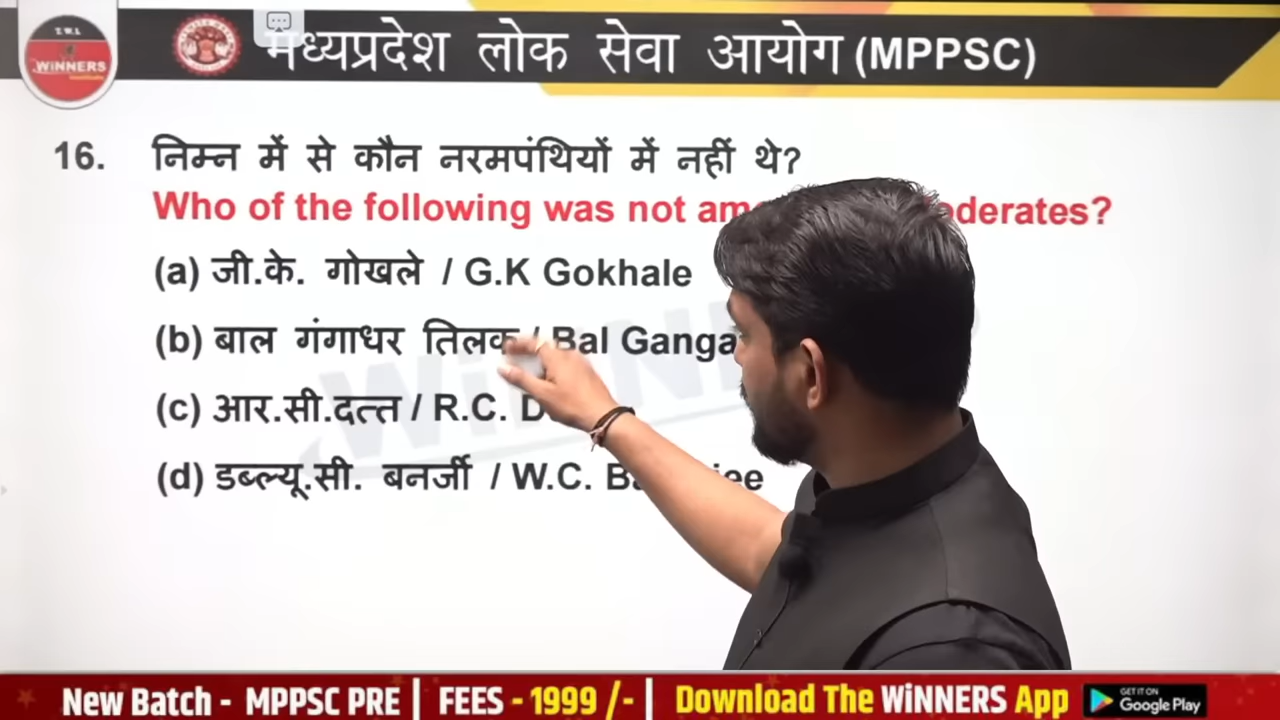 T.W.I.
WiNNERS
मध्यप्रदेश लोक सेवा आयोग (MPPSC)
16. निम्न में से कौन नरमपंथियों में नहीं थे?
Who of the following was not
(a) जी.के. गोखले / G.K Gokhale
(b) बाल गंगाधर तिलक / Bal
(c) आर.सी.दत्त / R.C.
(d) डब्ल्यू.सी. बनर्जी / W.C.
New Batch - MPPSC PRE | FEES - 1999 /- | Download The WiNNERS App
GET IT ON
Google Play